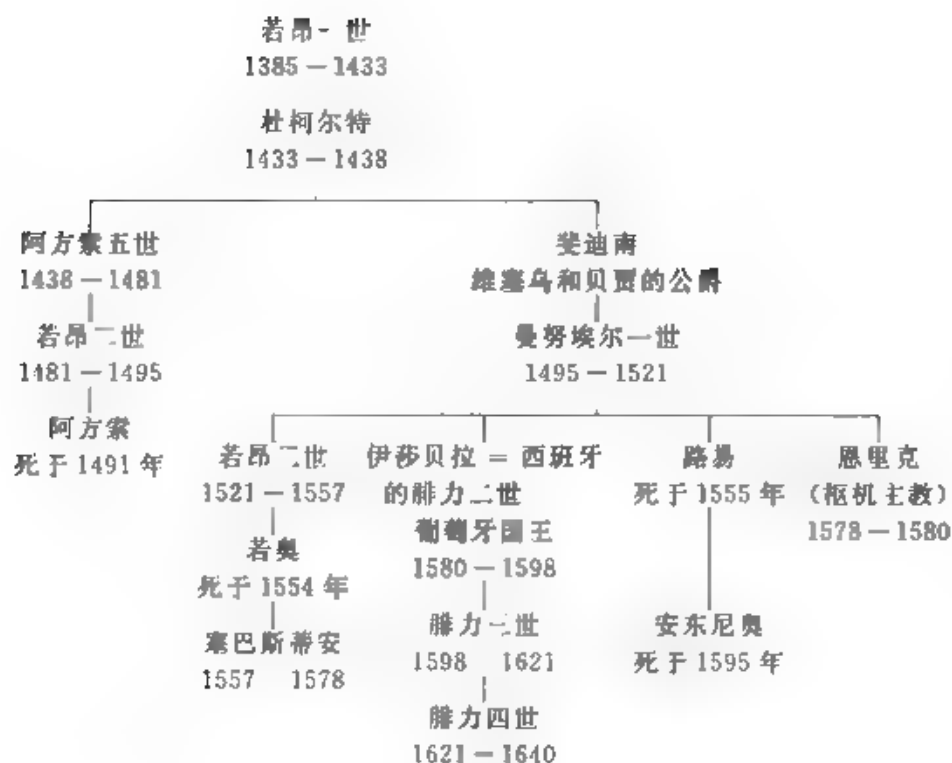 若昂一世
1385－1433
杜柯尔特
1433－1438
阿方索五世
1438－1481
若昂二世
1481－1495
阿方索
死于1491年
斐迪南
维塞乌和贝贾的公爵
曼努埃尔一世
1495－1521
若昂三世
1521－1557
若奥
死于1554年
塞巴斯蒂安
1557 1578
伊莎贝拉 = 西班牙
的腓力二世
葡萄牙国王
1580－1598
腓力三世
1598 1621
腓力四世
1621－1640
路易
死于1555年
安东尼奥
死于1595年
恩里克
（枢机主教）
1578－1580